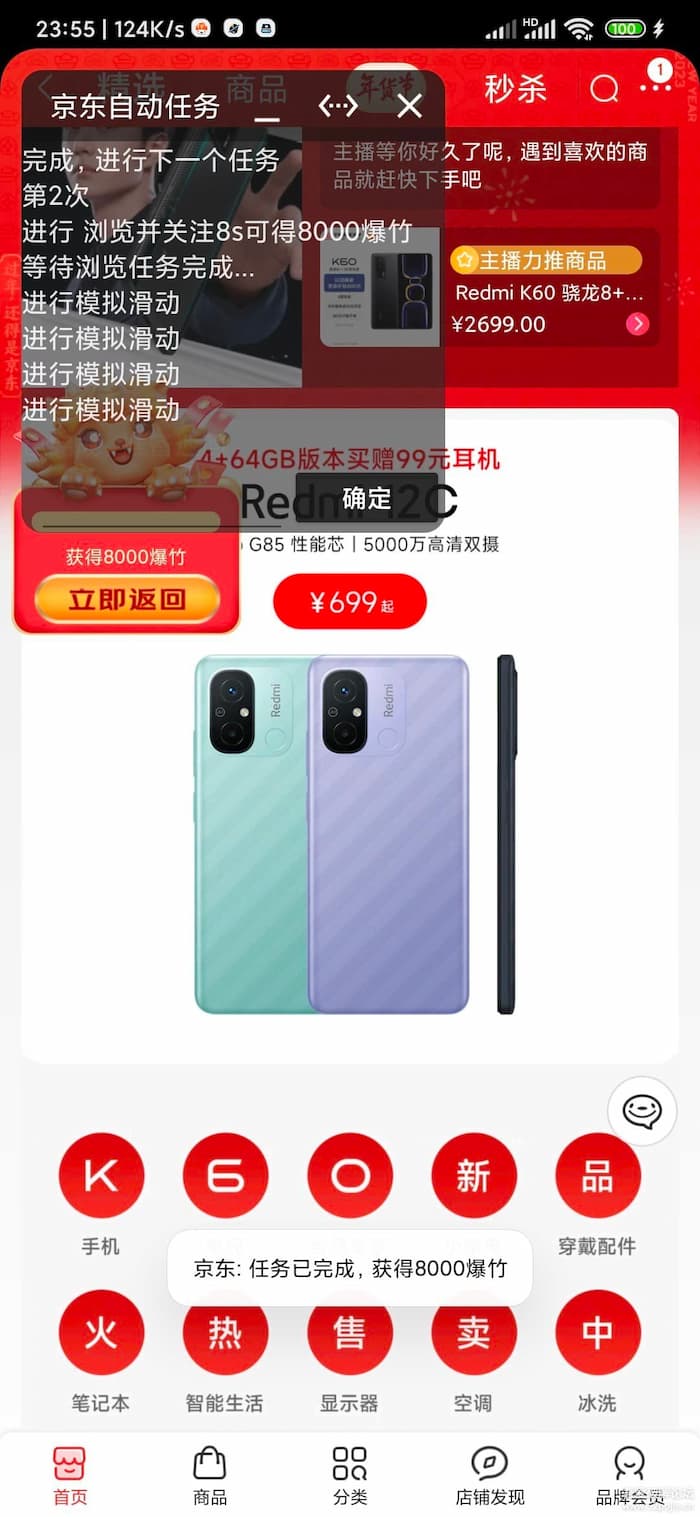 23:55 | 124K/s
HD
100
精选
商品
年货节
秒杀
1
京东自动任务
完成，进行下一个任务
第2次
进行 浏览并关注8s可得8000爆竹
等待浏览任务完成...
进行模拟滑动
进行模拟滑动
进行模拟滑动
进行模拟滑动
确定
主播等你好久了呢，遇到喜欢的商
品就赶快下手吧
K60
主播力推商品
Redmi K60 骁龙8+...
¥2699.00
过年 还得是京东
4+64GB版本买赠99元耳机
Redmi 12C
G85 性能芯丨5000万高清双摄
¥699起
获得8000爆竹
立即返回
Redmi
Redmi
K
6
0
新
品
手机
穿戴配件
京东: 任务已完成，获得8000爆竹
火
热
售
卖
中
笔记本
智能生活
显示器
空调
冰洗
首页
商品
分类
店铺发现
品牌会员